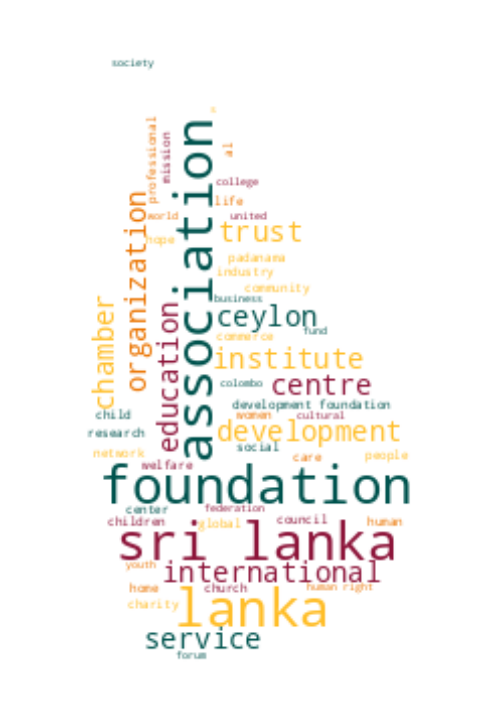 society
s
professional
mission
al
association
college
organization
life
world
united
trust
hope
padanama
industry
community
chamber
business
education
ceylon
fund
commerce
institute
colombo
centre
development foundation
child
women
cultural
research
development
social
network
care
people
welfare
foundation
center
federation
children
global
council
human
sri lanka
youth
international
home
church
human right
charity
lanka
service
forum